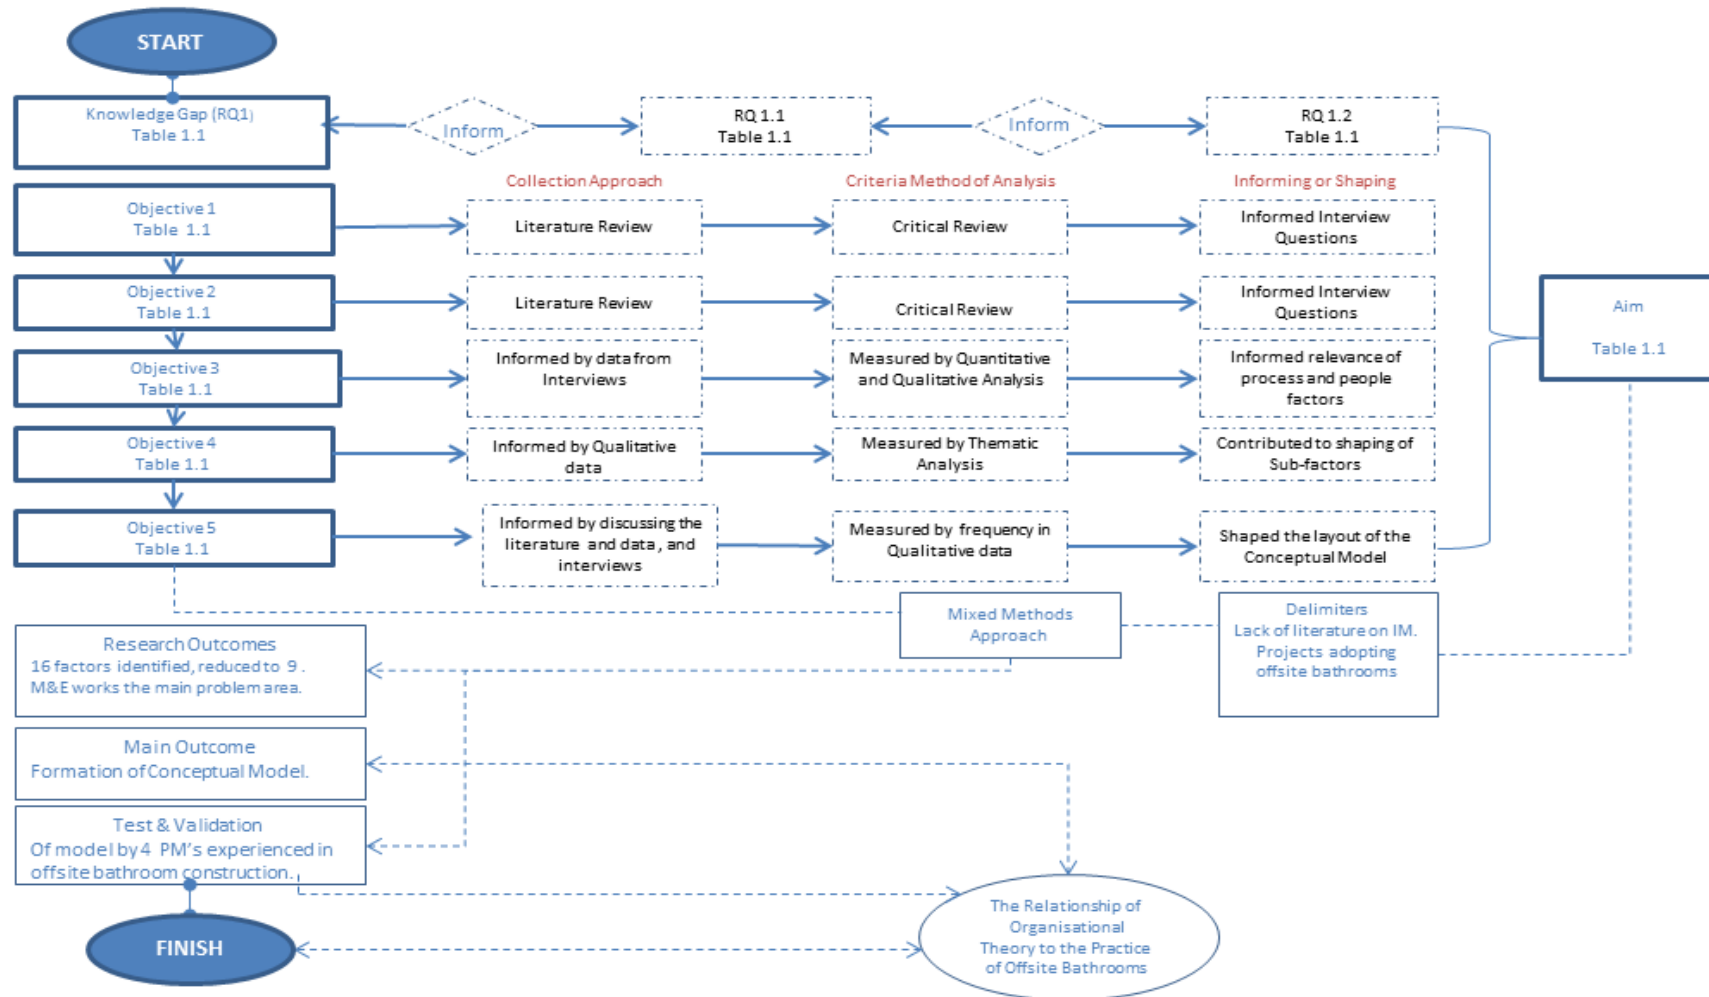 START
Knowledge Gap (RQ1)
Table 1.1
Inform
RQ 1.1
Table 1.1
Inform
RQ 1.2
Table 1.1
Collection Approach
Criteria Method of Analysis
Informing or Shaping
Objective 1
Table 1.1
Literature Review
Critical Review
Informed Interview
Questions
Objective 2
Table 1.1
Literature Review
Critical Review
Informed Interview
Questions
Aim
Table 1.1
Objective 3
Table 1.1
Informed by data from
Interviews
Measured by Quantitative
and Qualitative Analysis
Informed relevance of
process and people
factors
Objective 4
Table 1.1
Informed by Qualitative
data
Measured by Thematic
Analysis
Contributed to shaping of
Sub-factors
Objective 5
Table 1.1
Informed by discussing the
literature and data, and
interviews
Measured by frequency in
Qualitative data
Shaped the layout of the
Conceptual Model
Mixed Methods
Approach
Delimiters
Lack of literature on IM.
Projects adopting
offsite bathrooms
Research Outcomes
16 factors identified, reduced to 9 .
M&E works the main problem area.
Main Outcome
Formation of Conceptual Model.
Test & Validation
Of model by 4 PM's experienced in
offsite bathroom construction.
The Relationship of
Organisational
Theory to the Practice
of Offsite Bathrooms
FINISH